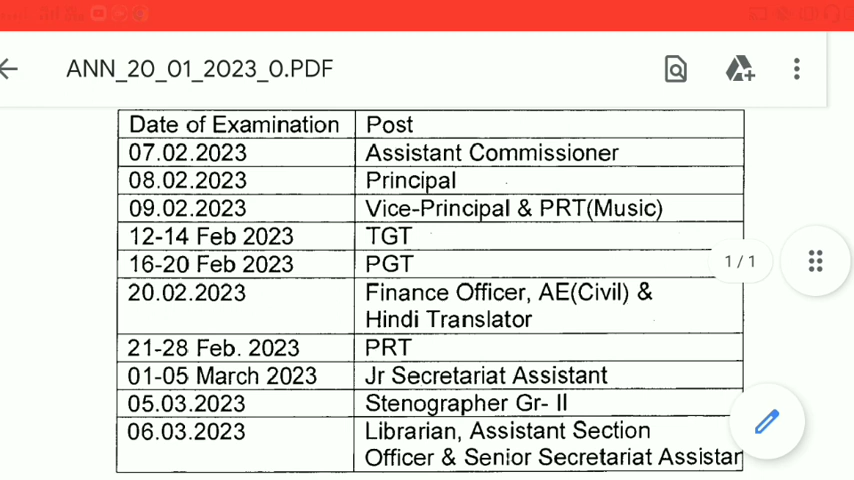 ANN_20_01_2023_0.PDF
Date of Examination Post
07.02.2023 Assistant Commissioner
08.02.2023 Principal
09.02.2023 Vice-Principal & PRT(Music)
12-14 Feb 2023 TGT
16-20 Feb 2023 PGT
1 / 1
20.02.2023 Finance Officer, AE(Civil) &
Hindi Translator
21-28 Feb. 2023 PRT
01-05 March 2023 Jr Secretariat Assistant
05.03.2023 Stenographer Gr- II
06.03.2023 Librarian, Assistant Section
Officer & Senior Secretariat Assistan